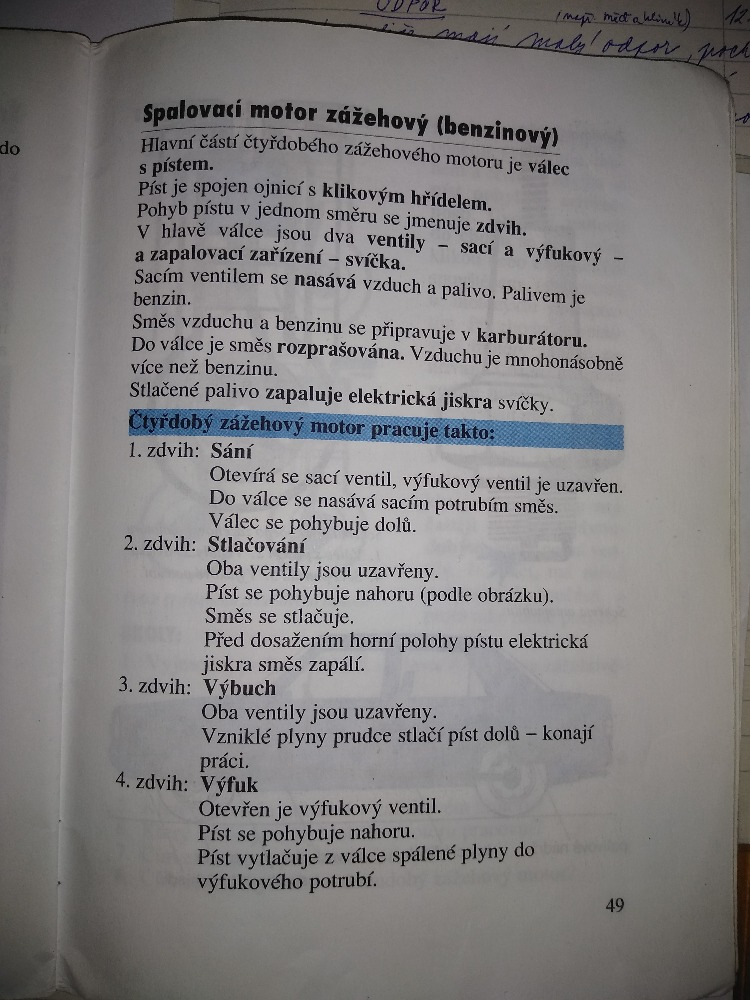 ODPOR
(např. měď a hliník)
12.
mají malý odpor, poch
do
Spalovací motor zážehový (benzinový)
Hlavní částí čtyřdobého zážehového motoru je válec
s pístem.
Píst je spojen ojnicí s klikovým hřídelem.
Pohyb pístu v jednom směru se jmenuje zdvih.
V hlavě válce jsou dva ventily – sací a výfukový –
a zapalovací zařízení – svíčka.
Sacím ventilem se nasává vzduch a palivo. Palivem je
benzin.
Směs vzduchu a benzinu se připravuje v karburátoru.
Do válce je směs rozprašována. Vzduchu je mnohonásobně
více než benzinu.
Stlačené palivo zapaluje elektrická jiskra svíčky.
Čtyřdobý zážehový motor pracuje takto:
1. zdvih: Sání
Otevírá se sací ventil, výfukový ventil je uzavřen.
Do válce se nasává sacím potrubím směs.
Válec se pohybuje dolů.
2. zdvih: Stlačování
Oba ventily jsou uzavřeny.
Píst se pohybuje nahoru (podle obrázku).
Směs se stlačuje.
Před dosažením horní polohy pístu elektrická
jiskra směs zapálí.
3. zdvih: Výbuch
Oba ventily jsou uzavřeny.
Vzniklé plyny prudce stlačí píst dolů – konají
práci.
4. zdvih: Výfuk
Otevřen je výfukový ventil.
Píst se pohybuje nahoru.
Píst vytlačuje z válce spálené plyny do
výfukového potrubí.
49